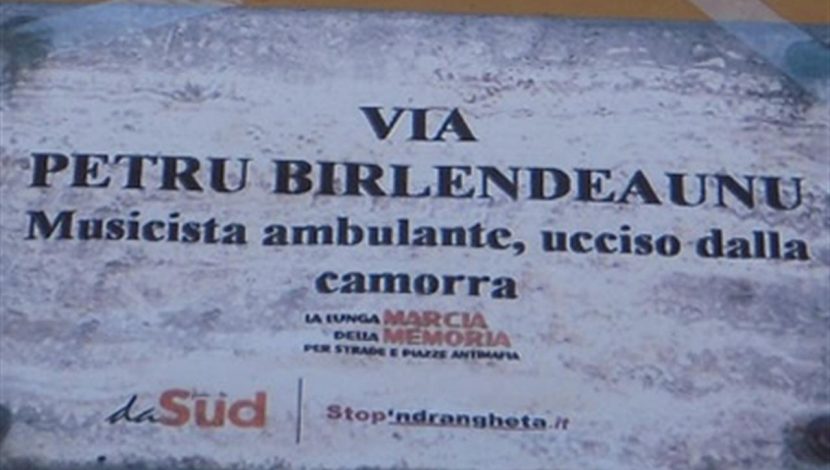 VIA
PETRU BIRLENDEAUNU
Musicista ambulante, ucciso dalla
camorra
LA LUNGA MARCIA
DELLA MEMORIA
PER STRADE E PIAZZE ANTIMAFIA
daSud
Stop'ndrangheta.it